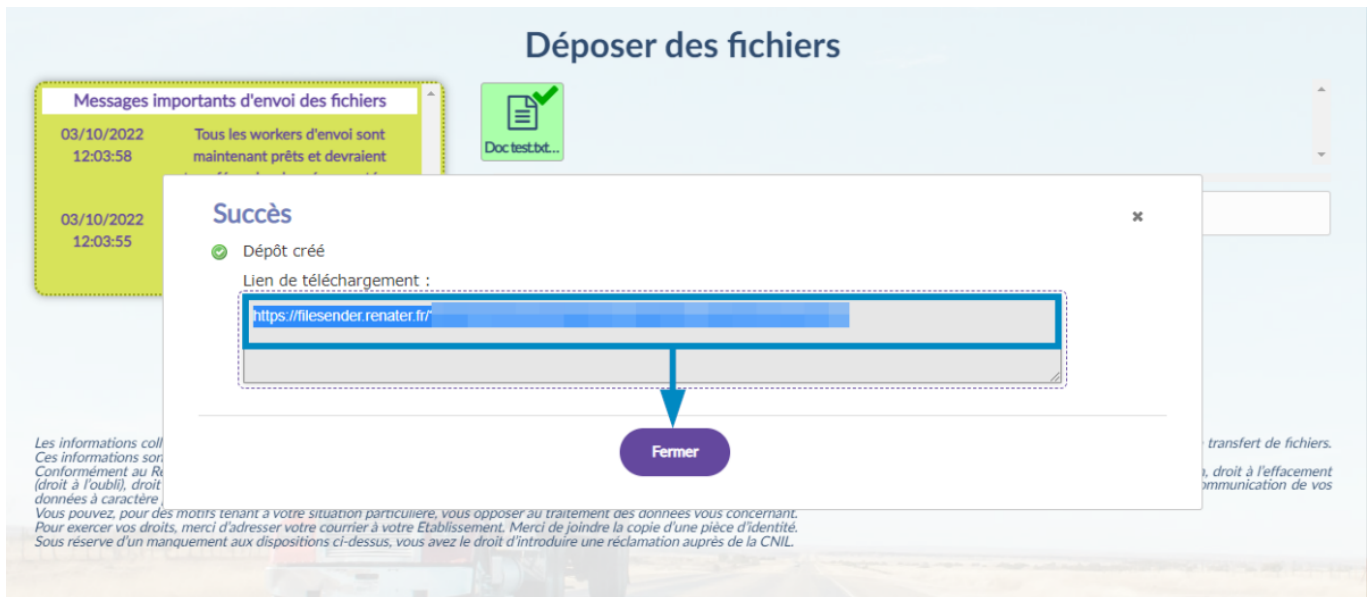 Déposer des fichiers
Messages importants d'envoi des fichiers
03/10/2022
12:03:58
Tous les workers d'envoi sont
maintenant prêts et devraient
03/10/2022
12:03:55
Doc test.txt...
Succès
Dépôt créé
Lien de téléchargement :
https://filesender.renater.fr/
Fermer
Les informations coll
transfert de fichiers.
Ces informations son
Conformément au Re
, droit à l'effacement
(droit à l'oubli), droit
ommunication de vos
données à caractère
Vous pouvez, pour des motifs tenant à votre situation particulière, vous opposer au traitement des données vous concernant.
Pour exercer vos droits, merci d'adresser votre courrier à votre Etablissement. Merci de joindre la copie d'une pièce d'identité.
Sous réserve d'un manquement aux dispositions ci-dessus, vous avez le droit d'introduire une réclamation auprès de la CNIL.